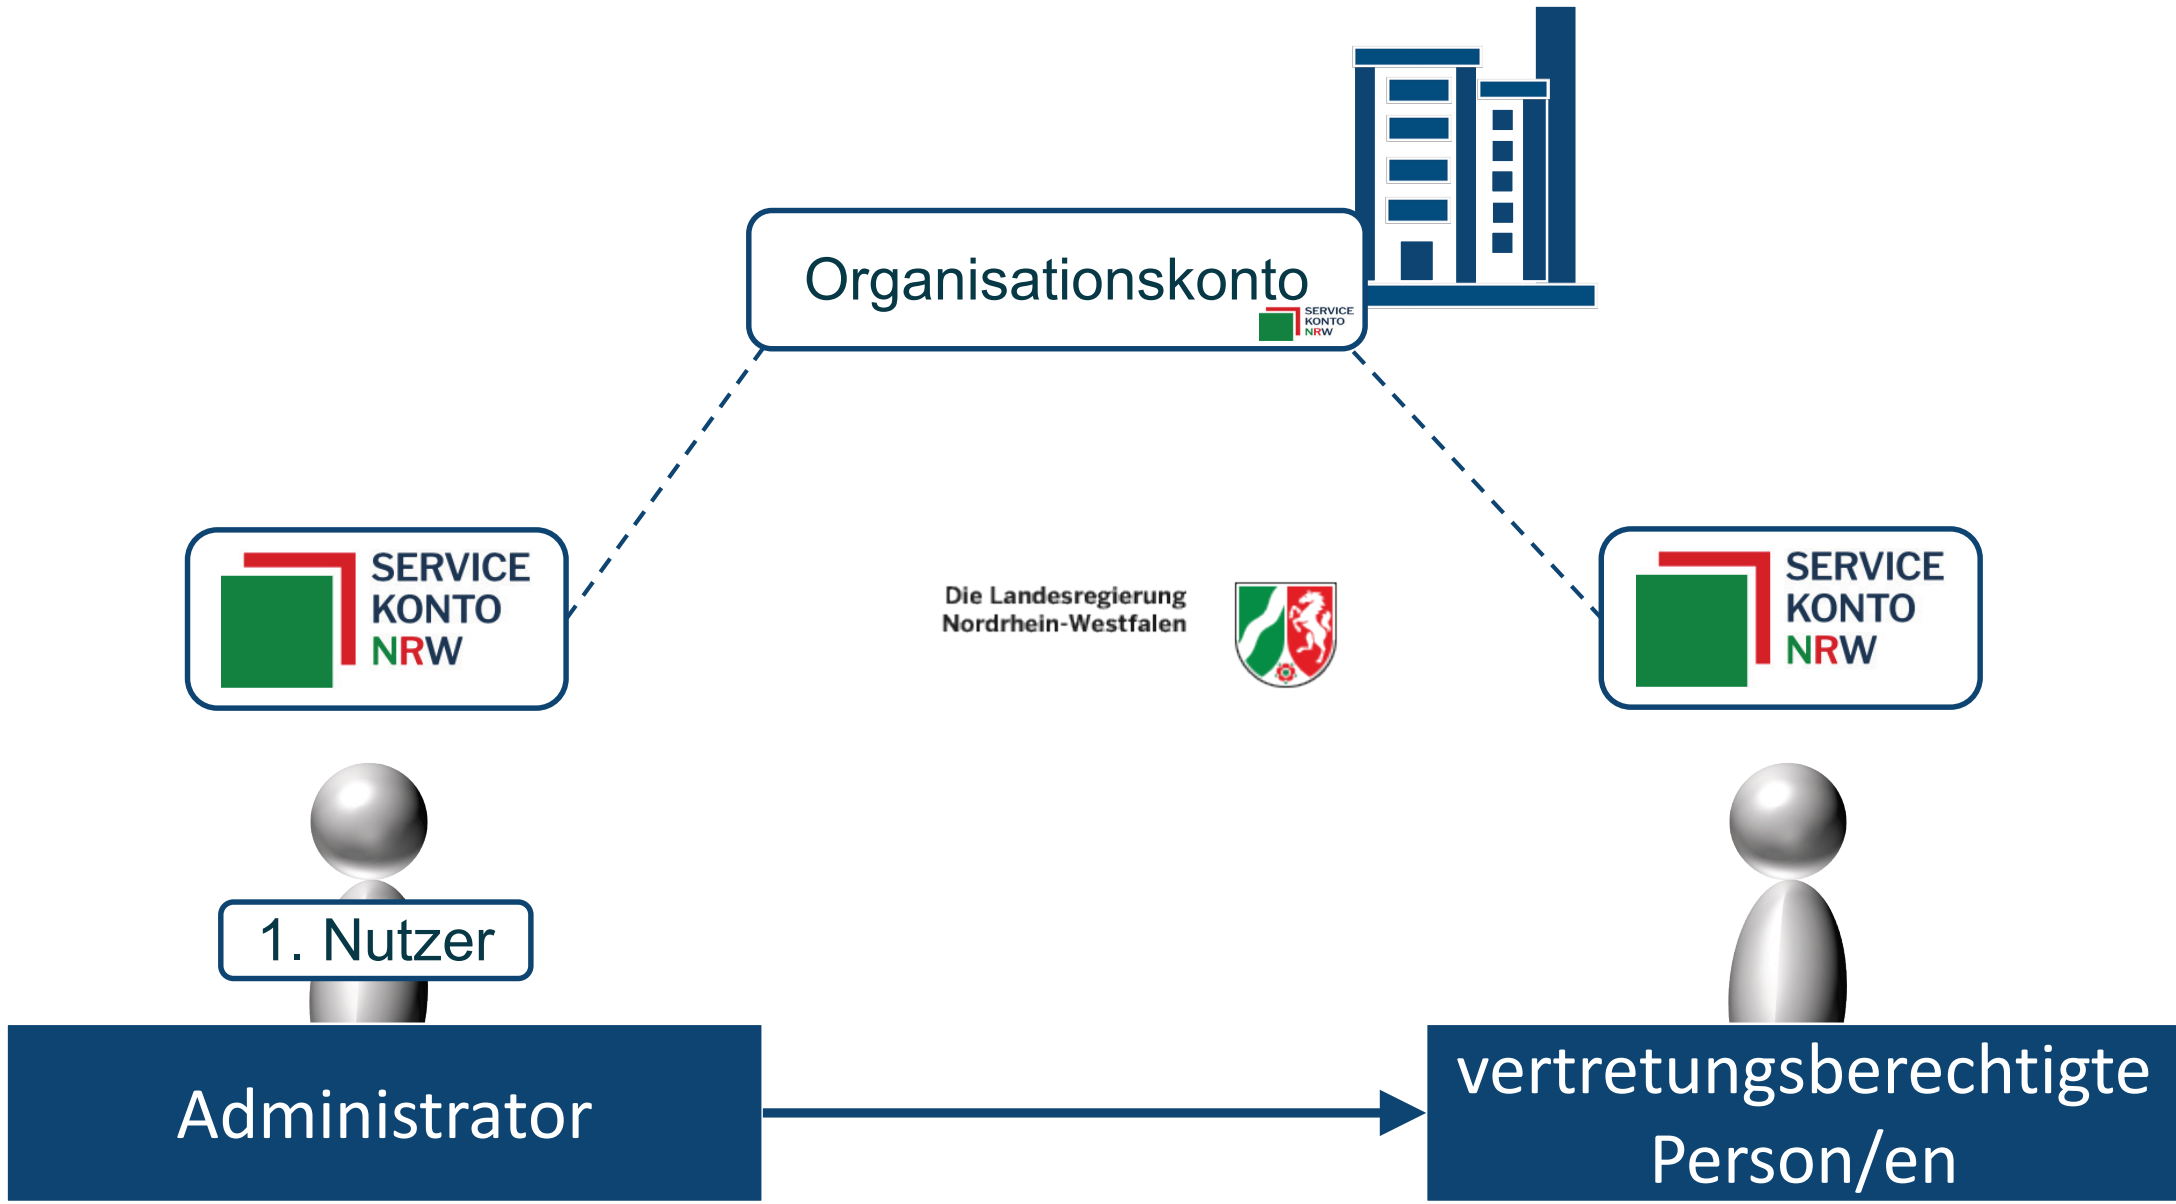 Organisationskonto
SERVICE
KONTO
NRW
SERVICE
KONTO
NRW
Die Landesregierung
Nordrhein-Westfalen
SERVICE
KONTO
NRW
1. Nutzer
Administrator
vertretungsberechtigte
Person/en